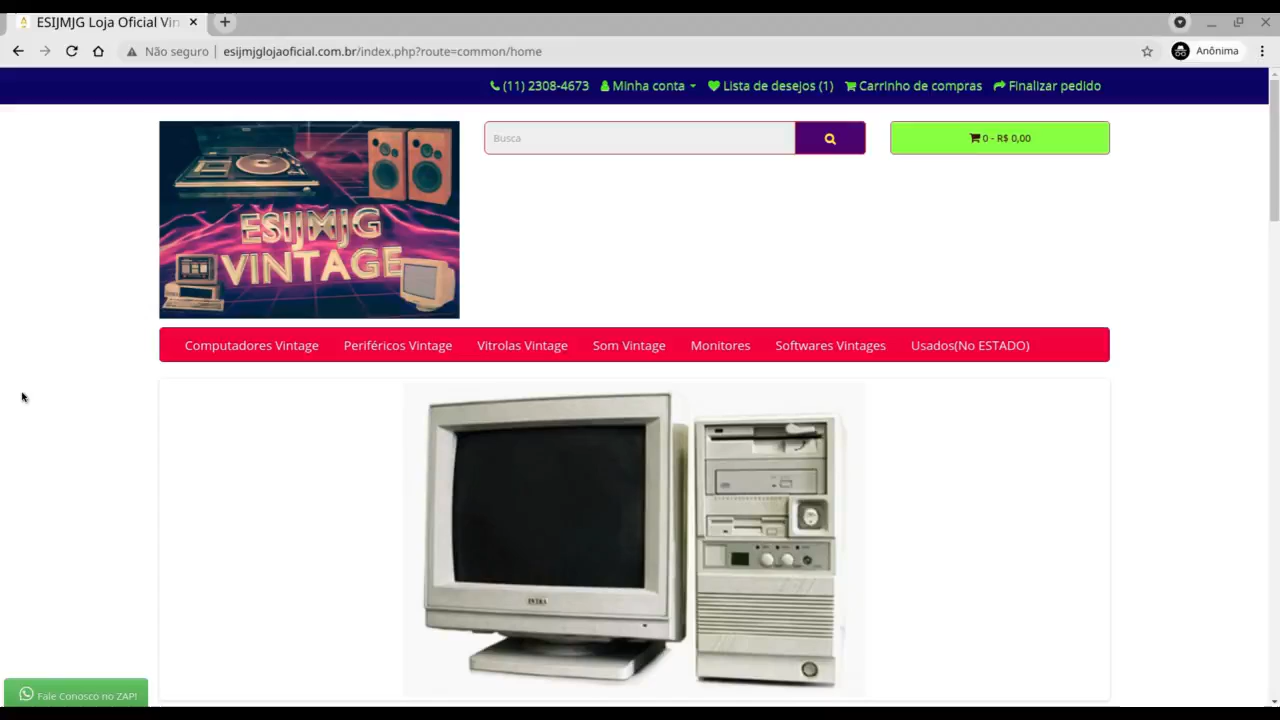 ESIJMJG Loja Oficial Vin
Não seguro | esijmjglojaoficial.com.br/index.php?route=common/home
Anônima
(11) 2308-4673 Minha conta Lista de desejos (1) Carrinho de compras Finalizar pedido
Busca
0 - R$ 0,00
ESIJMJG
VINTAGE
Computadores Vintage Periféricos Vintage Vitrolas Vintage Som Vintage Monitores Softwares Vintages Usados(No ESTADO)
Fale Conosco no ZAP!